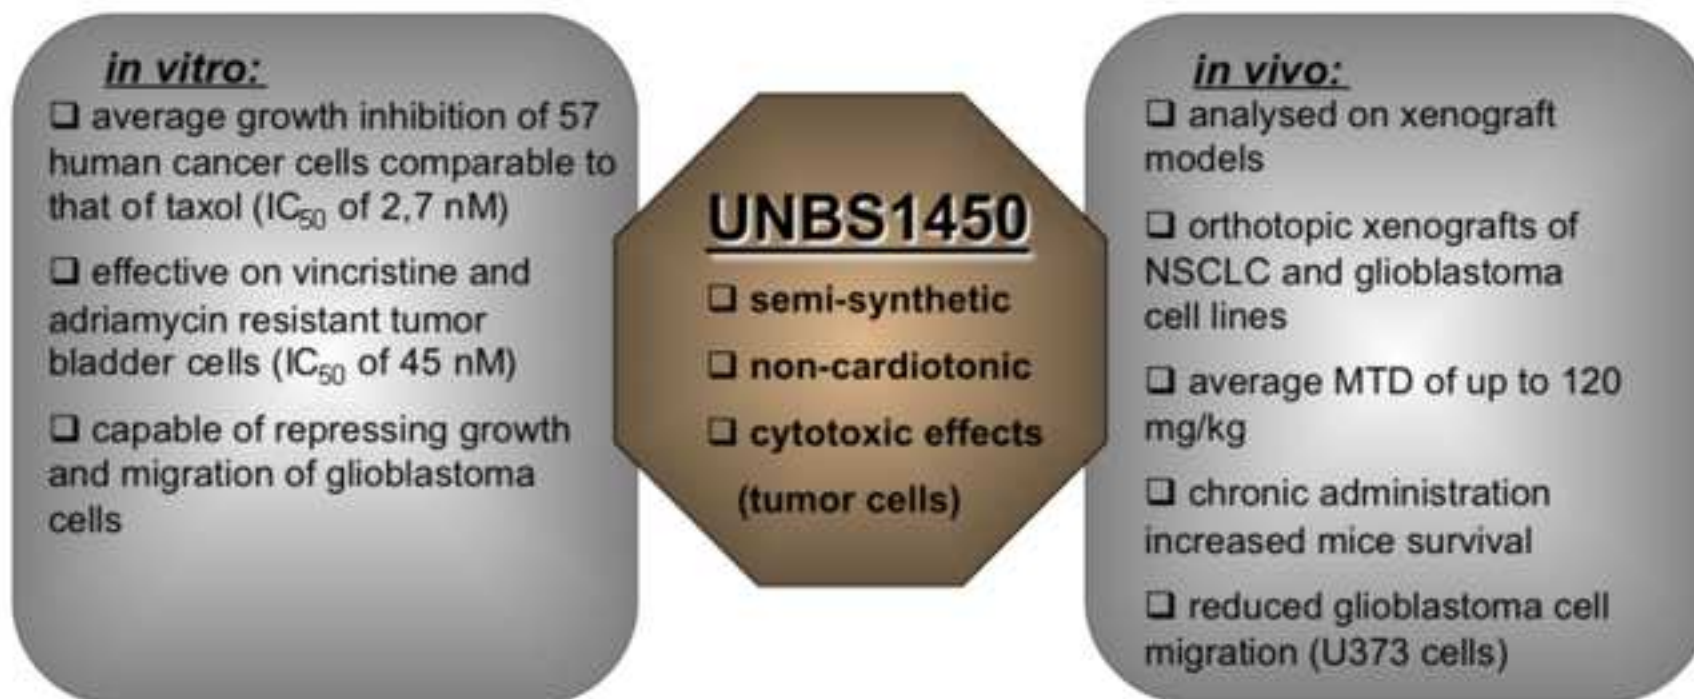 in vitro:
❑ average growth inhibition of 57
human cancer cells comparable to
that of taxol (IC50 of 2,7 nM)
❑ effective on vincristine and
adriamycin resistant tumor
bladder cells (IC50 of 45 nM)
❑ capable of repressing growth
and migration of glioblastoma
cells
UNBS1450
❑ semi-synthetic
❑ non-cardiotonic
❑ cytotoxic effects
(tumor cells)
in vivo:
❑ analysed on xenograft
models
❑ orthotopic xenografts of
NSCLC and glioblastoma
cell lines
❑ average MTD of up to 120
mg/kg
❑ chronic administration
increased mice survival
❑ reduced glioblastoma cell
migration (U373 cells)